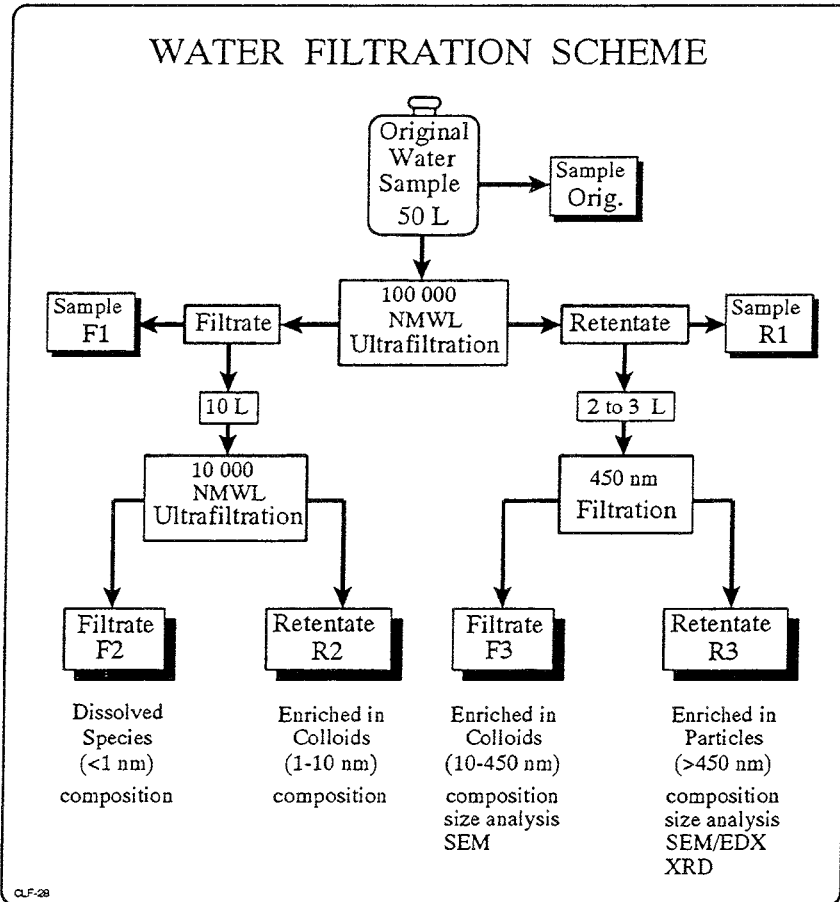 WATER FILTRATION SCHEME
Original
Water
Sample
50 L
Sample
Orig.
Sample
F1
Filtrate
100 000
NMWL
Ultrafiltration
Retentate
Sample
R1
10 L
2 to 3 L
10 000
NMWL
Ultrafiltration
450 nm
Filtration
Filtrate
F2
Retentate
R2
Filtrate
F3
Retentate
R3
Dissolved
Species
(<1 nm)
composition
Enriched in
Colloids
(1-10 nm)
composition
Enriched in
Colloids
(10-450 nm)
composition
size analysis
SEM
Enriched in
Particles
(>450 nm)
composition
size analysis
SEM/EDX
XRD
CLF-28